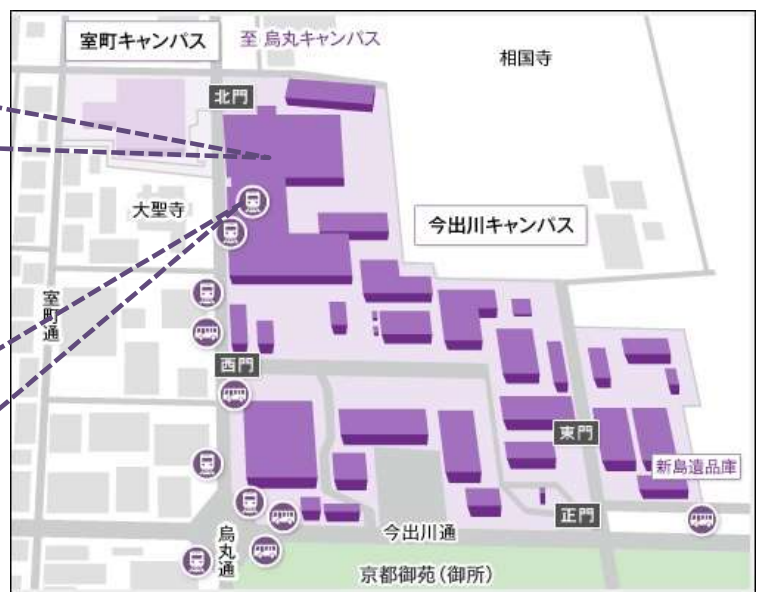 室町キャンパス
至 烏丸キャンパス
相国寺
北門
大聖寺
今出川キャンパス
室町通
西門
東門
新島遺品庫
正門
烏丸通
今出川通
京都御苑(御所)